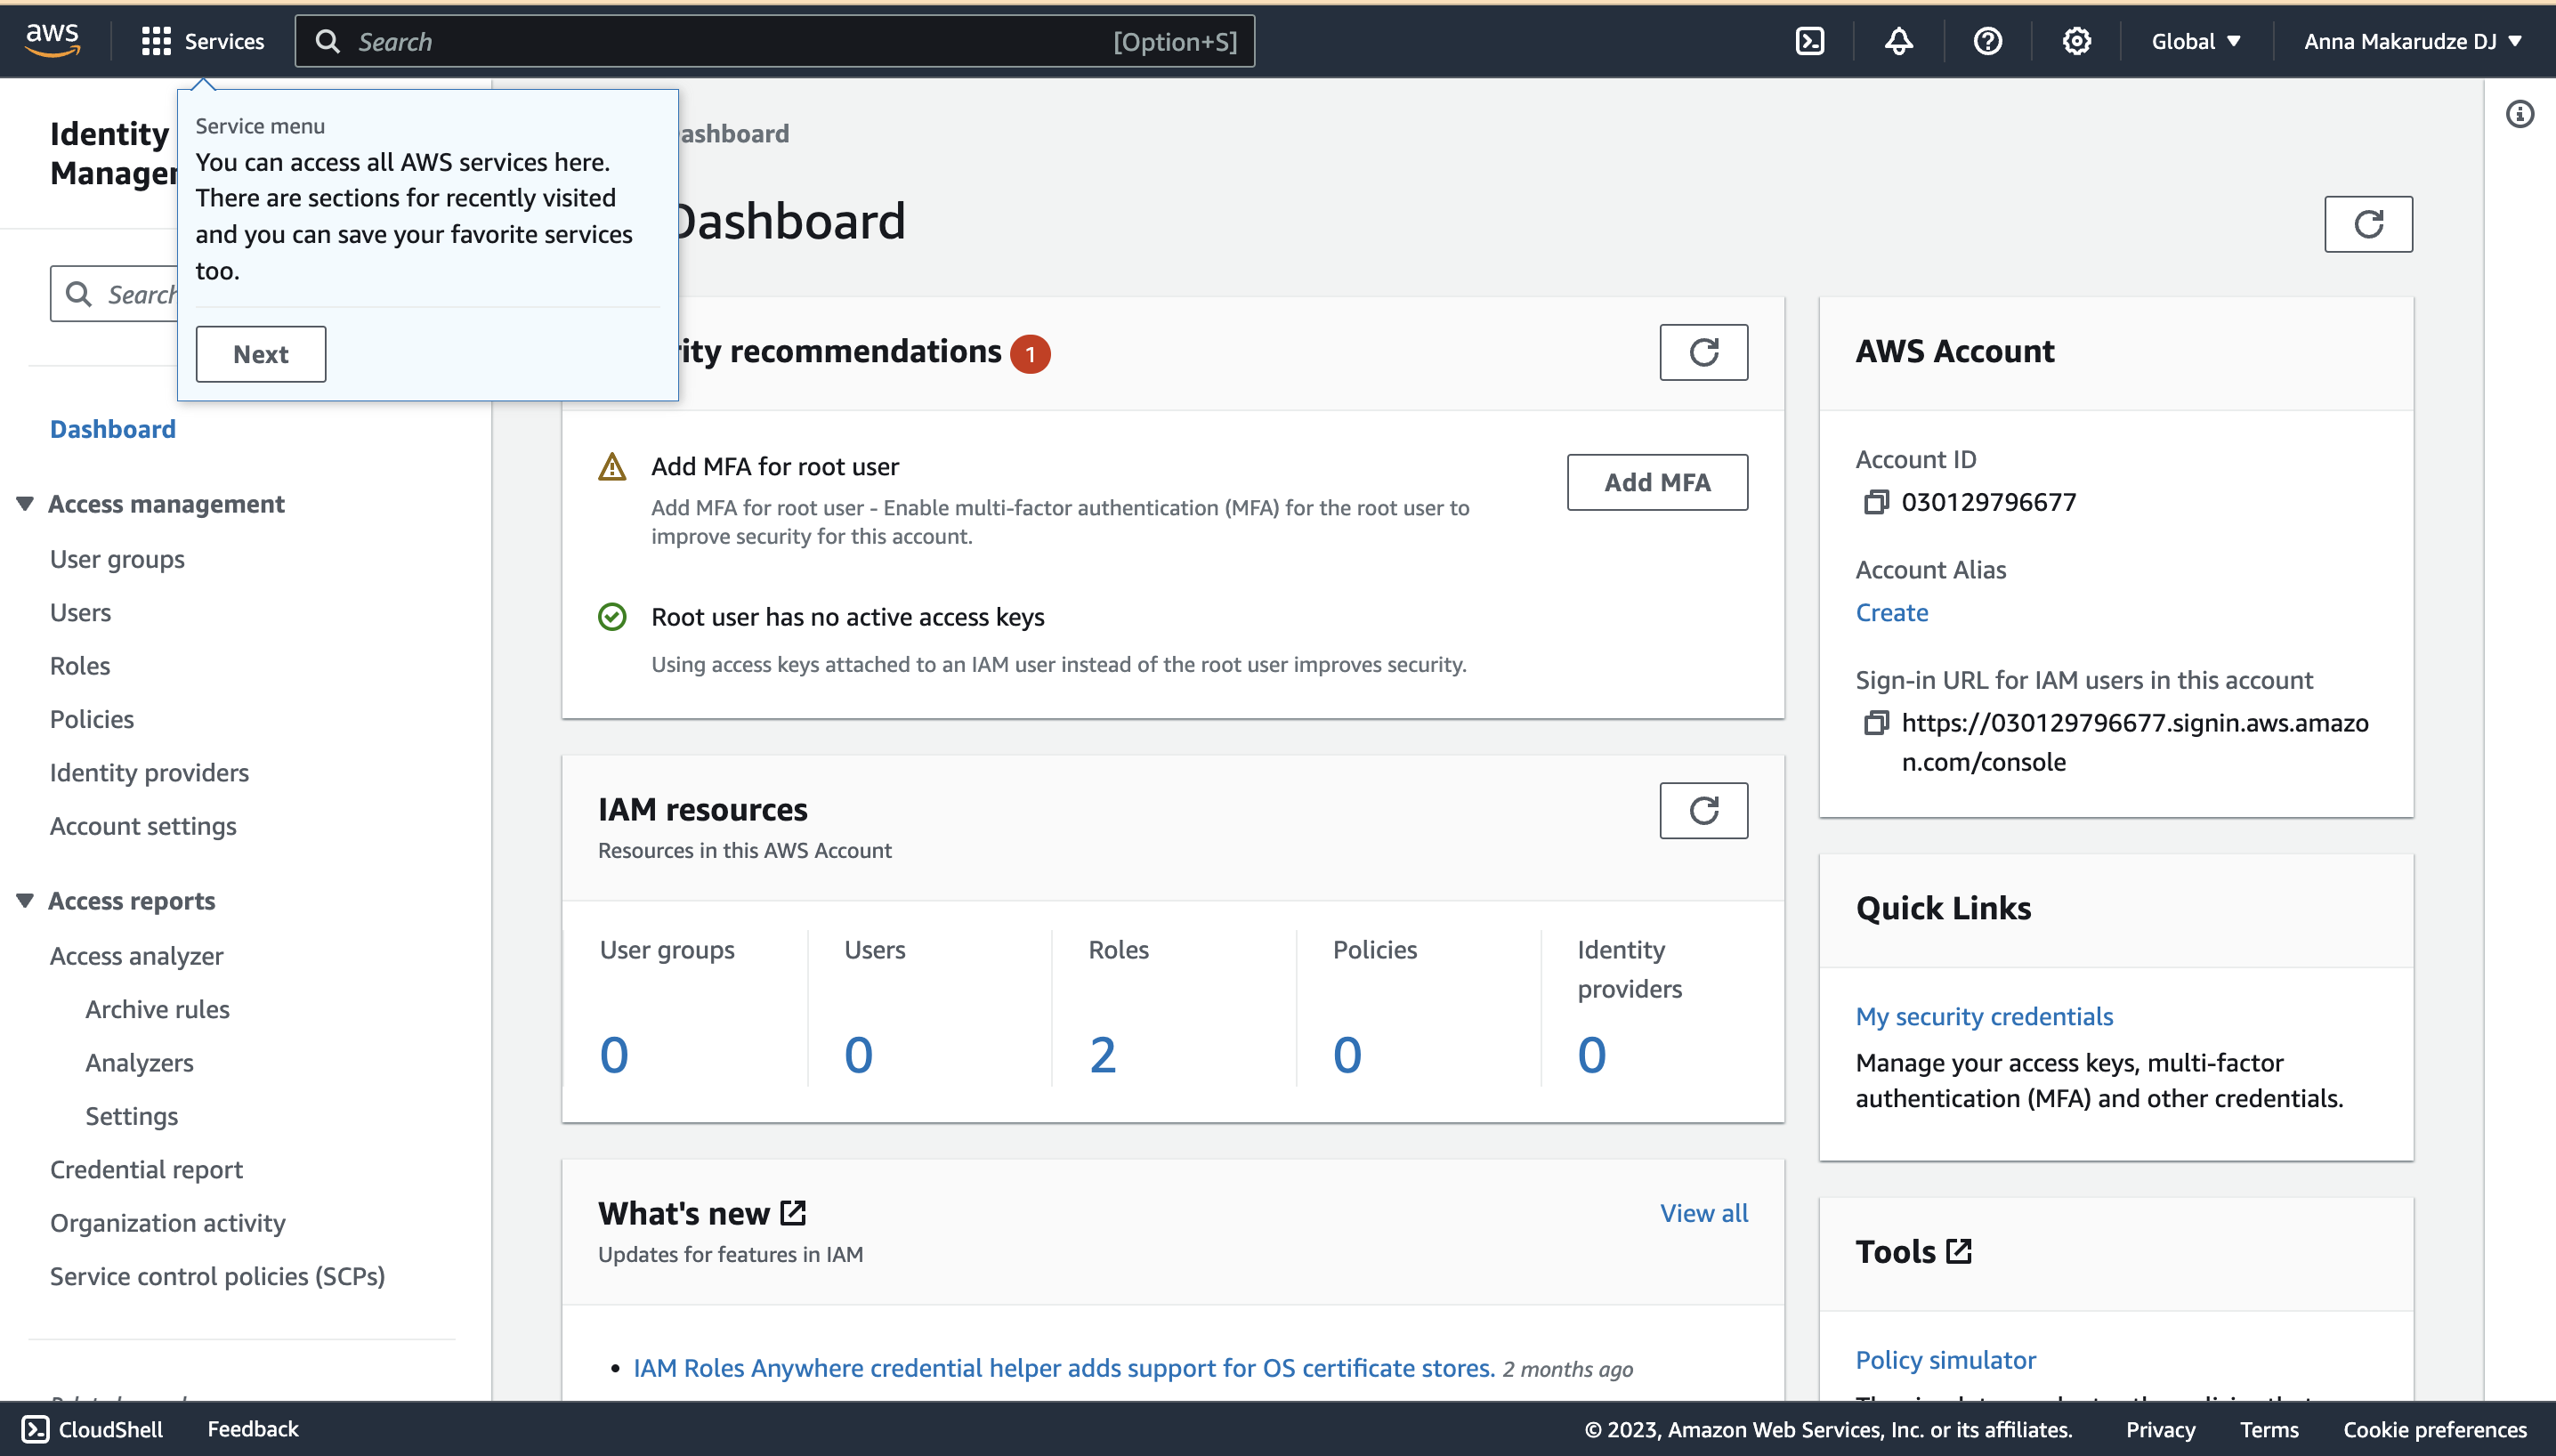 aws
Services
Search
[Option+S]
Global
Anna Makarudze DJ
Service menu
You can access all AWS services here.
There are sections for recently visited
and you can save your favorite services
too.
Next
Identity
Search
Dashboard
Access management
User groups
Users
Roles
Policies
Identity providers
Account settings
Access reports
Access analyzer
Archive rules
Analyzers
Settings
Credential report
Organization activity
Service control policies (SCPs)
ashboard
Dashboard
ity recommendations 1
Add MFA for root user
Add MFA for root user - Enable multi-factor authentication (MFA) for the root user to
improve security for this account.
Add MFA
Root user has no active access keys
Using access keys attached to an IAM user instead of the root user improves security.
IAM resources
Resources in this AWS Account
User groups
0
Users
0
Roles
2
Policies
0
Identity
providers
0
What's new
Updates for features in IAM
View all
• IAM Roles Anywhere credential helper adds support for OS certificate stores. 2 months ago
AWS Account
Account ID
030129796677
Account Alias
Create
Sign-in URL for IAM users in this account
https://030129796677.signin.aws.amazo
n.com/console
Quick Links
My security credentials
Manage your access keys, multi-factor
authentication (MFA) and other credentials.
Tools
Policy simulator
CloudShell
Feedback
© 2023, Amazon Web Services, Inc. or its affiliates.
Privacy
Terms
Cookie preferences